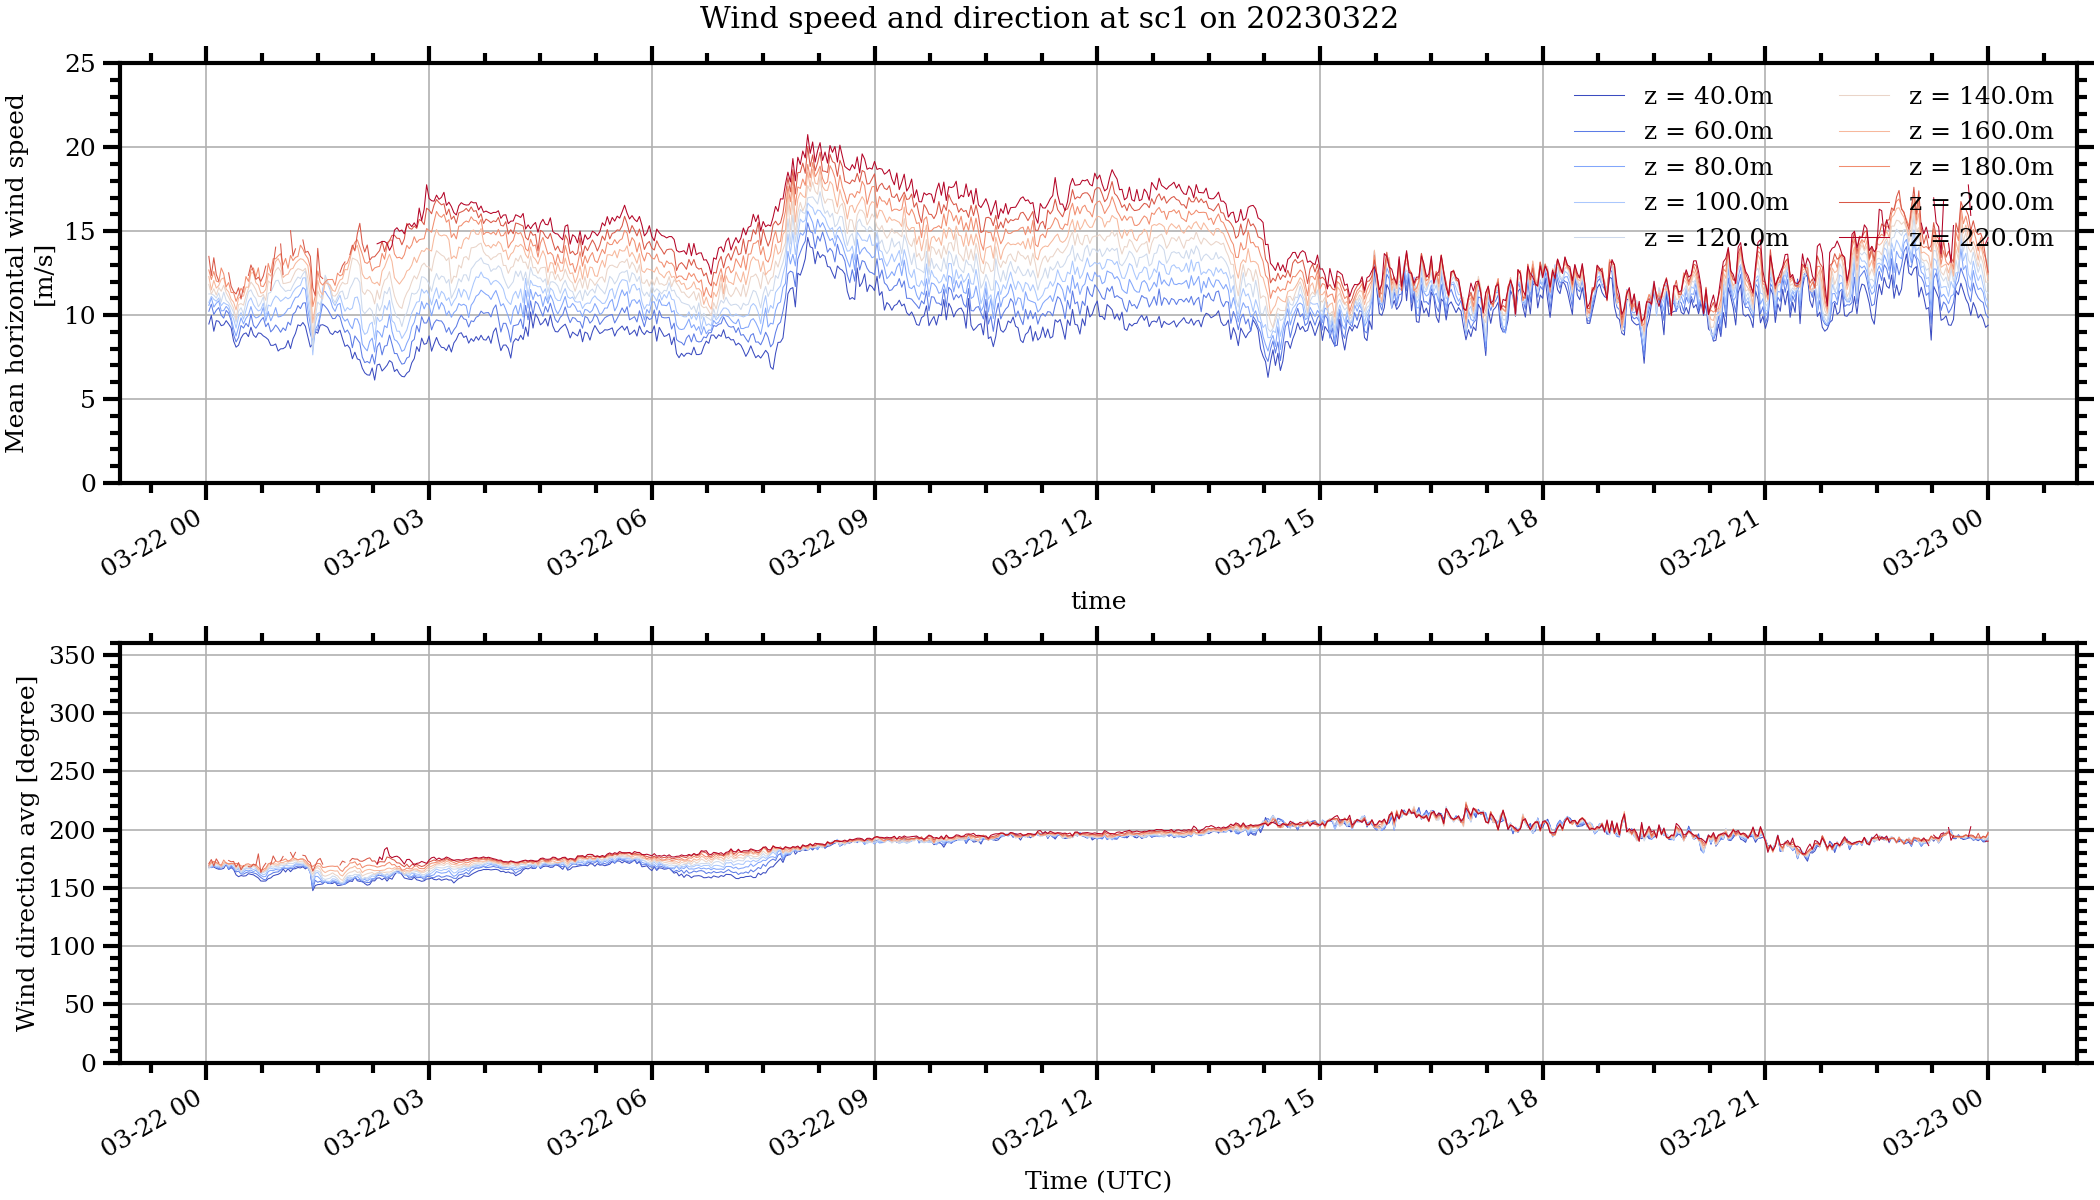 Wind speed and direction at sc1 on 20230322
Mean horizontal wind speed
[m/s]
25
20
15
10
5
0
z = 40.0m
z = 60.0m
z = 80.0m
z = 100.0m
z = 120.0m
z = 140.0m
z = 160.0m
z = 180.0m
z = 200.0m
z = 220.0m
03-22 00
03-22 03
03-22 06
03-22 09
03-22 12
03-22 15
03-22 18
03-22 21
03-23 00
time
Wind direction avg [degree]
350
300
250
200
150
100
50
0
03-22 00
03-22 03
03-22 06
03-22 09
03-22 12
03-22 15
03-22 18
03-22 21
03-23 00
Time (UTC)